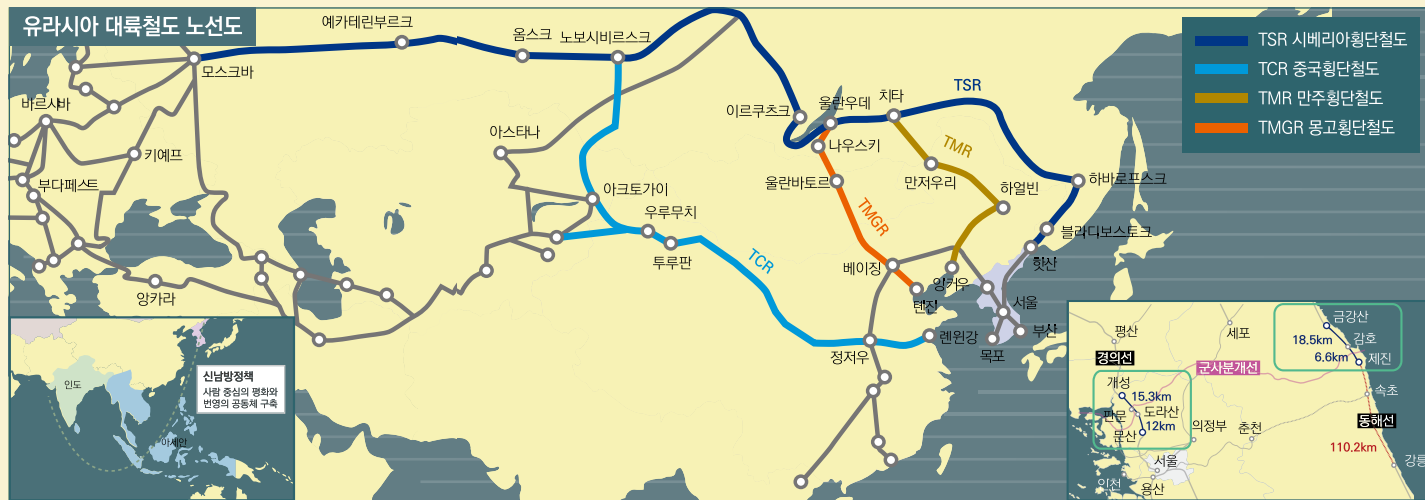 유라시아 대륙철도 노선도
TSR 시베리아횡단철도
TCR 중국횡단철도
TMR 만주횡단철도
TMGR 몽고횡단철도
예카테린부르크
옴스크
노보시비르스크
모스크바
바르샤바
키예프
부다페스트
앙카라
아스타나
아크토가이
우루무치
투루판
TCR
이르쿠츠크
울란우데
치타
TSR
나우스키
울란바토르
TMGR
TMR
만저우리
하얼빈
하바로프스크
블라디보스토크
핫산
베이징
잉커우
톈진
서울
부산
목포
롄윈강
정저우
인도
아세안
신남방정책
사람 중심의 평화와
번영의 공동체 구축
평산
세포
금강산
18.5km
감호
6.6km
제진
경의선
군사분계선
개성
15.3km
판문
도라산
문산
12km
의정부
춘천
속초
동해선
110.2km
강릉
서울
인천
용산